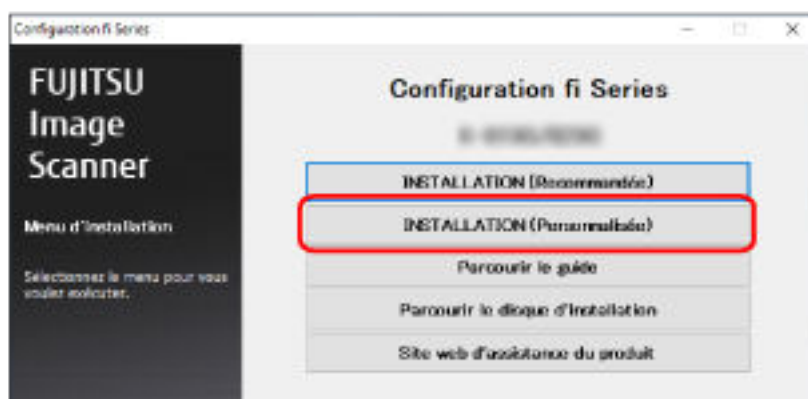 Configuration fi Series
FUJITSU
Image
Scanner
Menu d'Installation
Sélectionnez le menu pour vous
voulez exécuter.
Configuration fi Series
INSTALLATION (Recommandée)
INSTALLATION (Personnalisée)
Parcourir le guide
Parcourir le disque d'installation
Site web d'assistance du produit